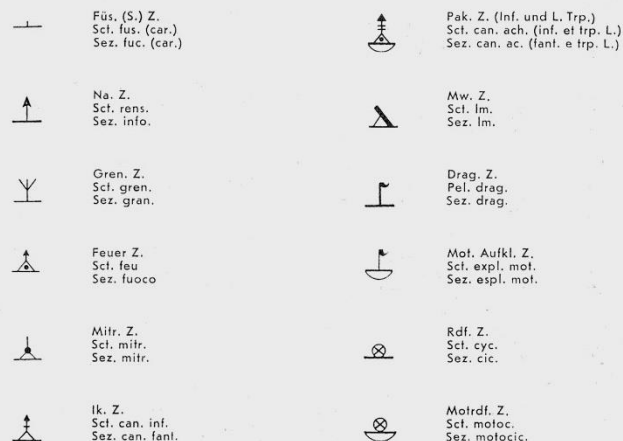 Füs. (S.) Z.
Sct. fus. (car.)
Sez. fuc. (car.)
Na. Z.
Sct. rens.
Sez. info.
Gren. Z.
Sct. gren.
Sez. gran.
Feuer Z.
Sct. feu
Sez. fuoco
Mitr. Z.
Sct. mitr.
Sez. mitr.
Ik. Z.
Sct. can. inf.
Sez. can. fant.
Pak. Z. (Inf. und L. Trp.)
Sct. can. ach. (inf. et trp. L.)
Sez. can. ac. (fant. e trp. L.)
Mw. Z.
Sct. lm.
Sez. lm.
Drag. Z.
Pel. drag.
Sez. drag.
Mot. Aufkl. Z.
Sct. expl. mot.
Sez. espl. mot.
Rdf. Z.
Sct. cyc.
Sez. cic.
Motrdf. Z.
Sct. motoc.
Sez. motocic.